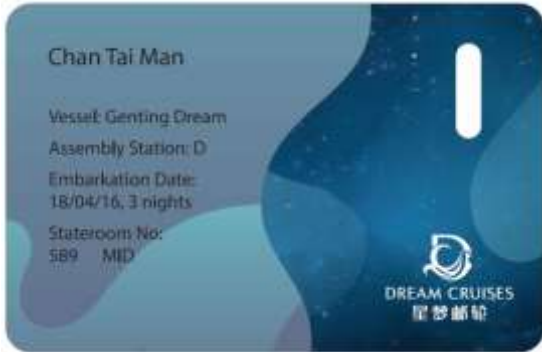 Chan Tai Man
Vessel: Genting Dream
Assembly Station: D
Embarkation Date:
18/04/16, 3 nights
Stateroom No:
589 MID
DREAM CRUISES
星梦邮轮